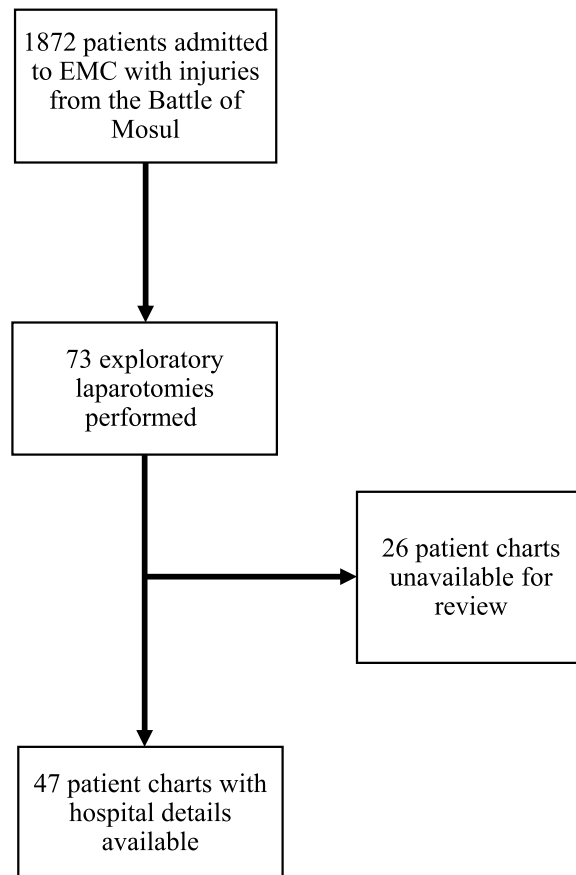 1872 patients admitted
to EMC with injuries
from the Battle of
Mosul
73 exploratory
laparotomies
performed
26 patient charts
unavailable for
review
47 patient charts with
hospital details
available